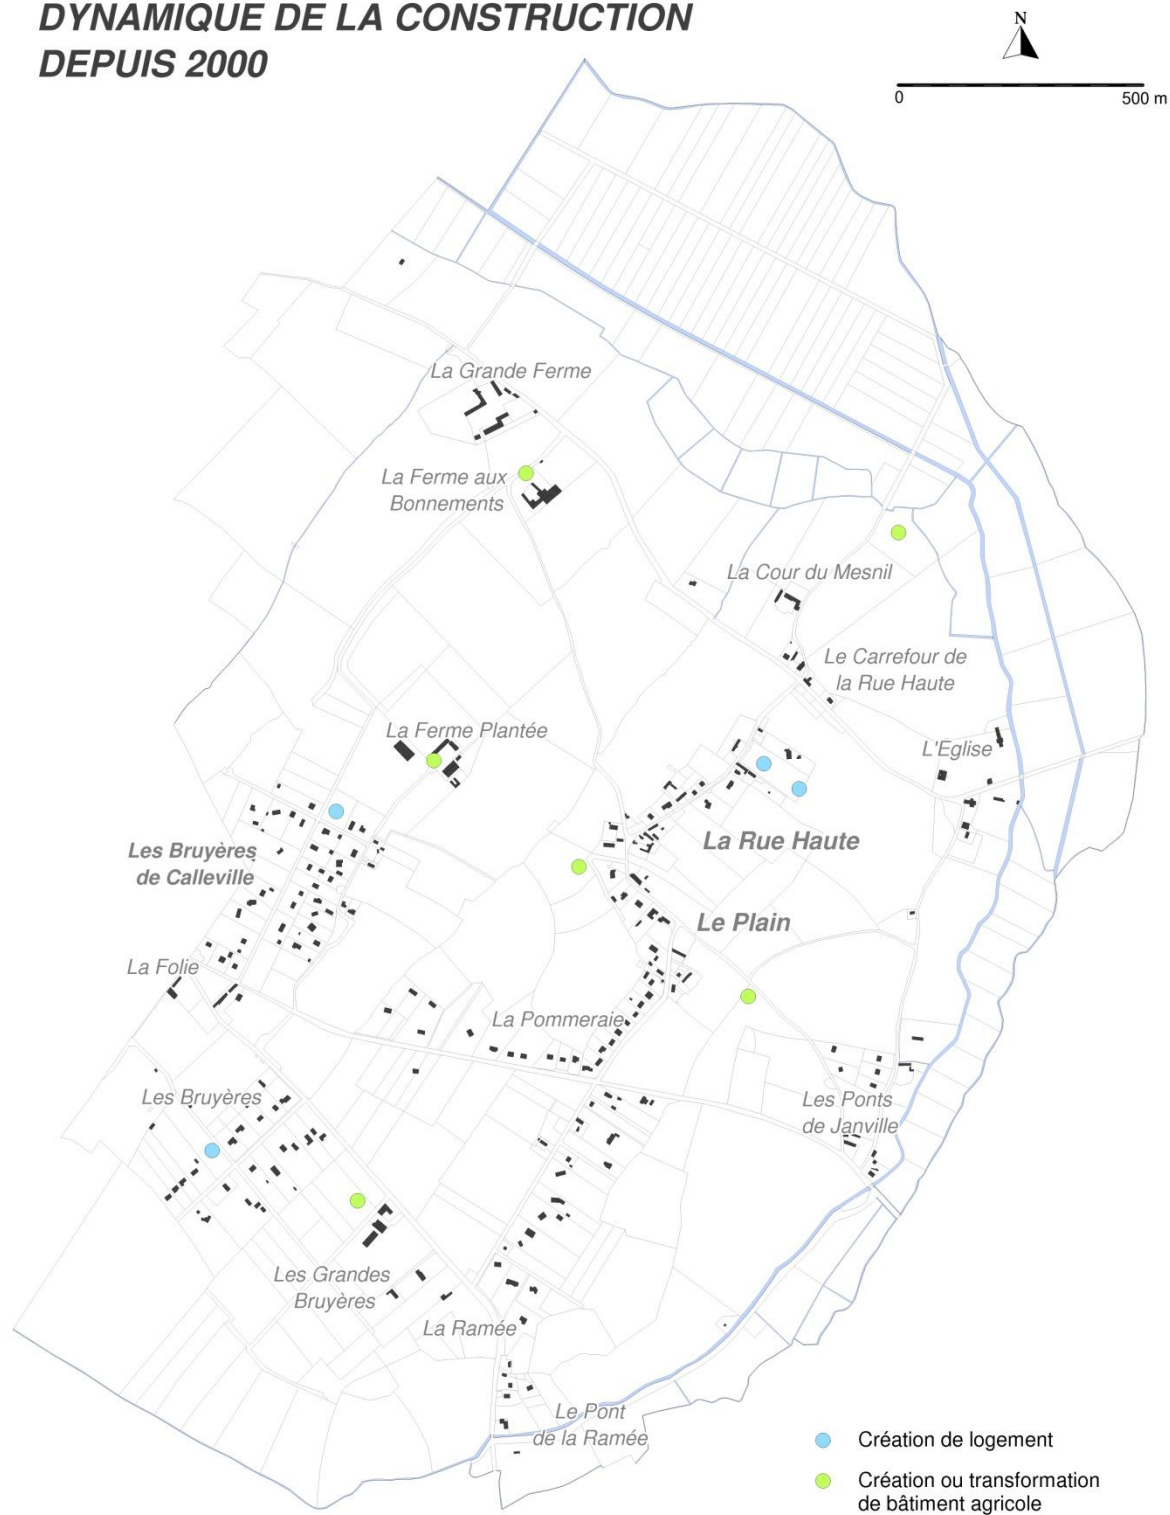 DYNAMIQUE DE LA CONSTRUCTION
DEPUIS 2000
N
0
500 m
La Grande Ferme
La Ferme aux
Bonnements
La Cour du Mesnil
Le Carrefour de
la Rue Haute
La Ferme Plantée
L'Eglise
La Rue Haute
Les Bruyères
de Calleville
Le Plain
La Folie
La Pommeraie
Les Bruyères
Les Ponts
de Janville
Les Grandes
Bruyères
La Ramée
Le Pont
de la Ramée
Création de logement
Création ou transformation
de bâtiment agricole